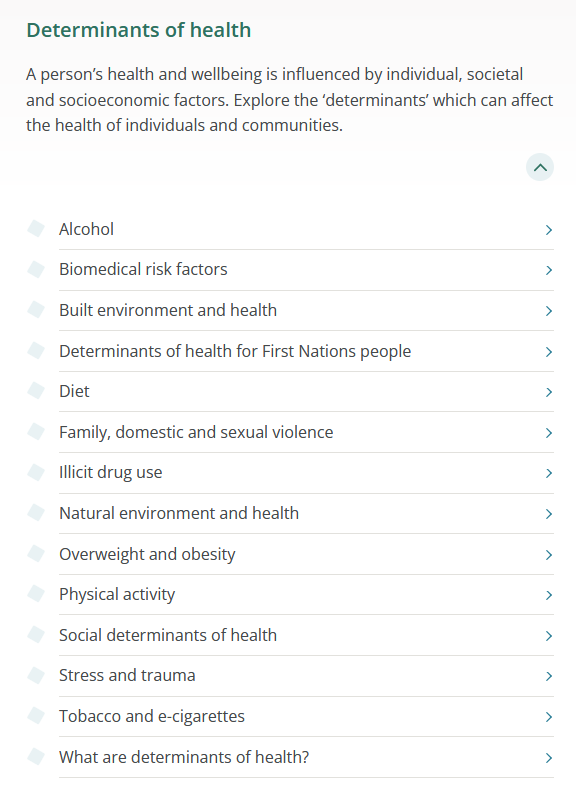 Determinants of health
A person’s health and wellbeing is influenced by individual, societal
and socioeconomic factors. Explore the ‘determinants’ which can affect
the health of individuals and communities.
Alcohol
Biomedical risk factors
Built environment and health
Determinants of health for First Nations people
Diet
Family, domestic and sexual violence
Illicit drug use
Natural environment and health
Overweight and obesity
Physical activity
Social determinants of health
Stress and trauma
Tobacco and e-cigarettes
What are determinants of health?